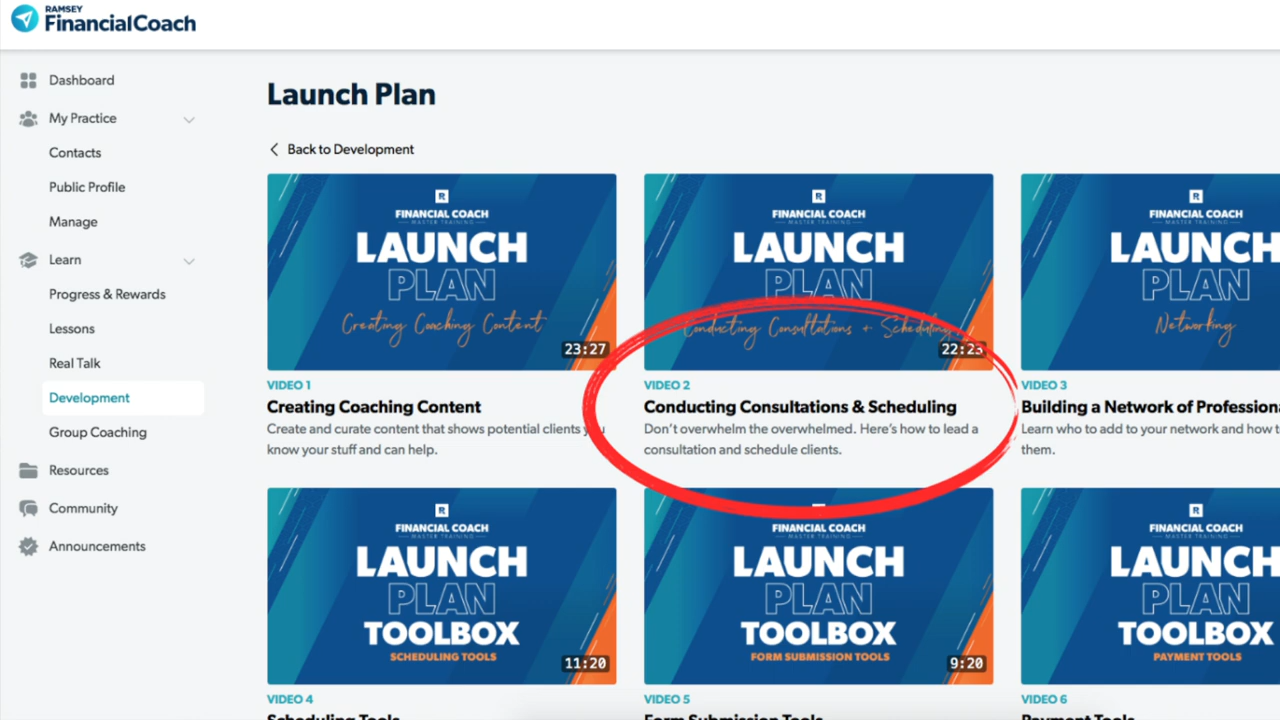 RAMSEY
FinancialCoach
Dashboard
My Practice
Contacts
Public Profile
Manage
Learn
Progress & Rewards
Lessons
Real Talk
Development
Group Coaching
Resources
Community
Announcements
Launch Plan
Back to Development
R
FINANCIAL COACH
MASTER TRAINING
LAUNCH
PLAN
Creating Coaching Content
23:27
VIDEO 1
Creating Coaching Content
Create and curate content that shows potential clients you
know your stuff and can help.
R
FINANCIAL COACH
MASTER TRAINING
LAUNCH
PLAN
Conducting Consultations + Scheduling
22:23
VIDEO 2
Conducting Consultations & Scheduling
Don't overwhelm the overwhelmed. Here's how to lead a
consultation and schedule clients.
R
FINANCIAL COACH
MASTER TRAINING
LAUNCH
PLAN
Networking
VIDEO 3
Building a Network of Professiona
Learn who to add to your network and how t
them.
R
FINANCIAL COACH
MASTER TRAINING
LAUNCH
PLAN
TOOLBOX
SCHEDULING TOOLS
11:20
VIDEO 4
Scheduling Tools
FINANCIAL COACH
MASTER TRAINING
LAUNCH
PLAN
TOOLBOX
FORM SUBMISSION TOOLS
9:20
VIDEO 5
Form Submission Tools
R
FINANCIAL COACH
MASTER TRAINING
LAUNCH
PLAN
TOOLBOX
PAYMENT TOOLS
VIDEO 6
Payment Tools